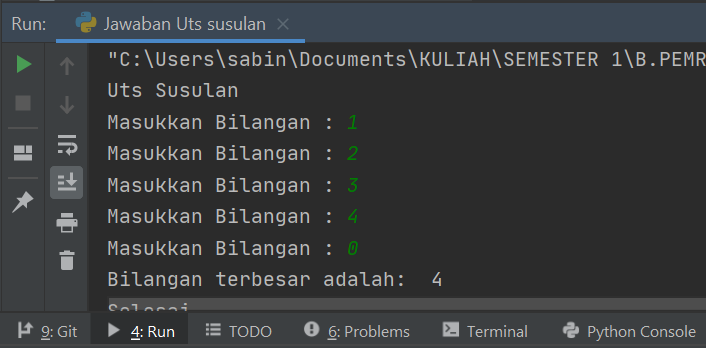 Run: Jawaban Uts susulan
"C:\Users\sabin\Documents\KULIAH\SEMESTER 1\B.PEMR
Uts Susulan
Masukkan Bilangan : 1
Masukkan Bilangan : 2
Masukkan Bilangan : 3
Masukkan Bilangan : 4
Masukkan Bilangan : 0
Bilangan terbesar adalah:  4
Selesai
9: Git 4: Run TODO 6: Problems Terminal Python Console